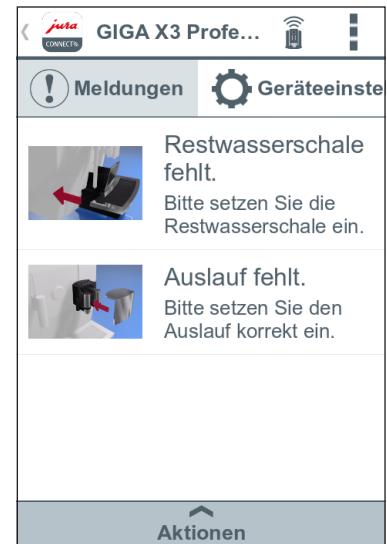 jura
CONNECT
GIGA X3 Profe...
Meldungen
Geräteeinste
Restwasserschale
fehlt.
Bitte setzen Sie die
Restwasserschale ein.
Auslauf fehlt.
Bitte setzen Sie den
Auslauf korrekt ein.
Aktionen